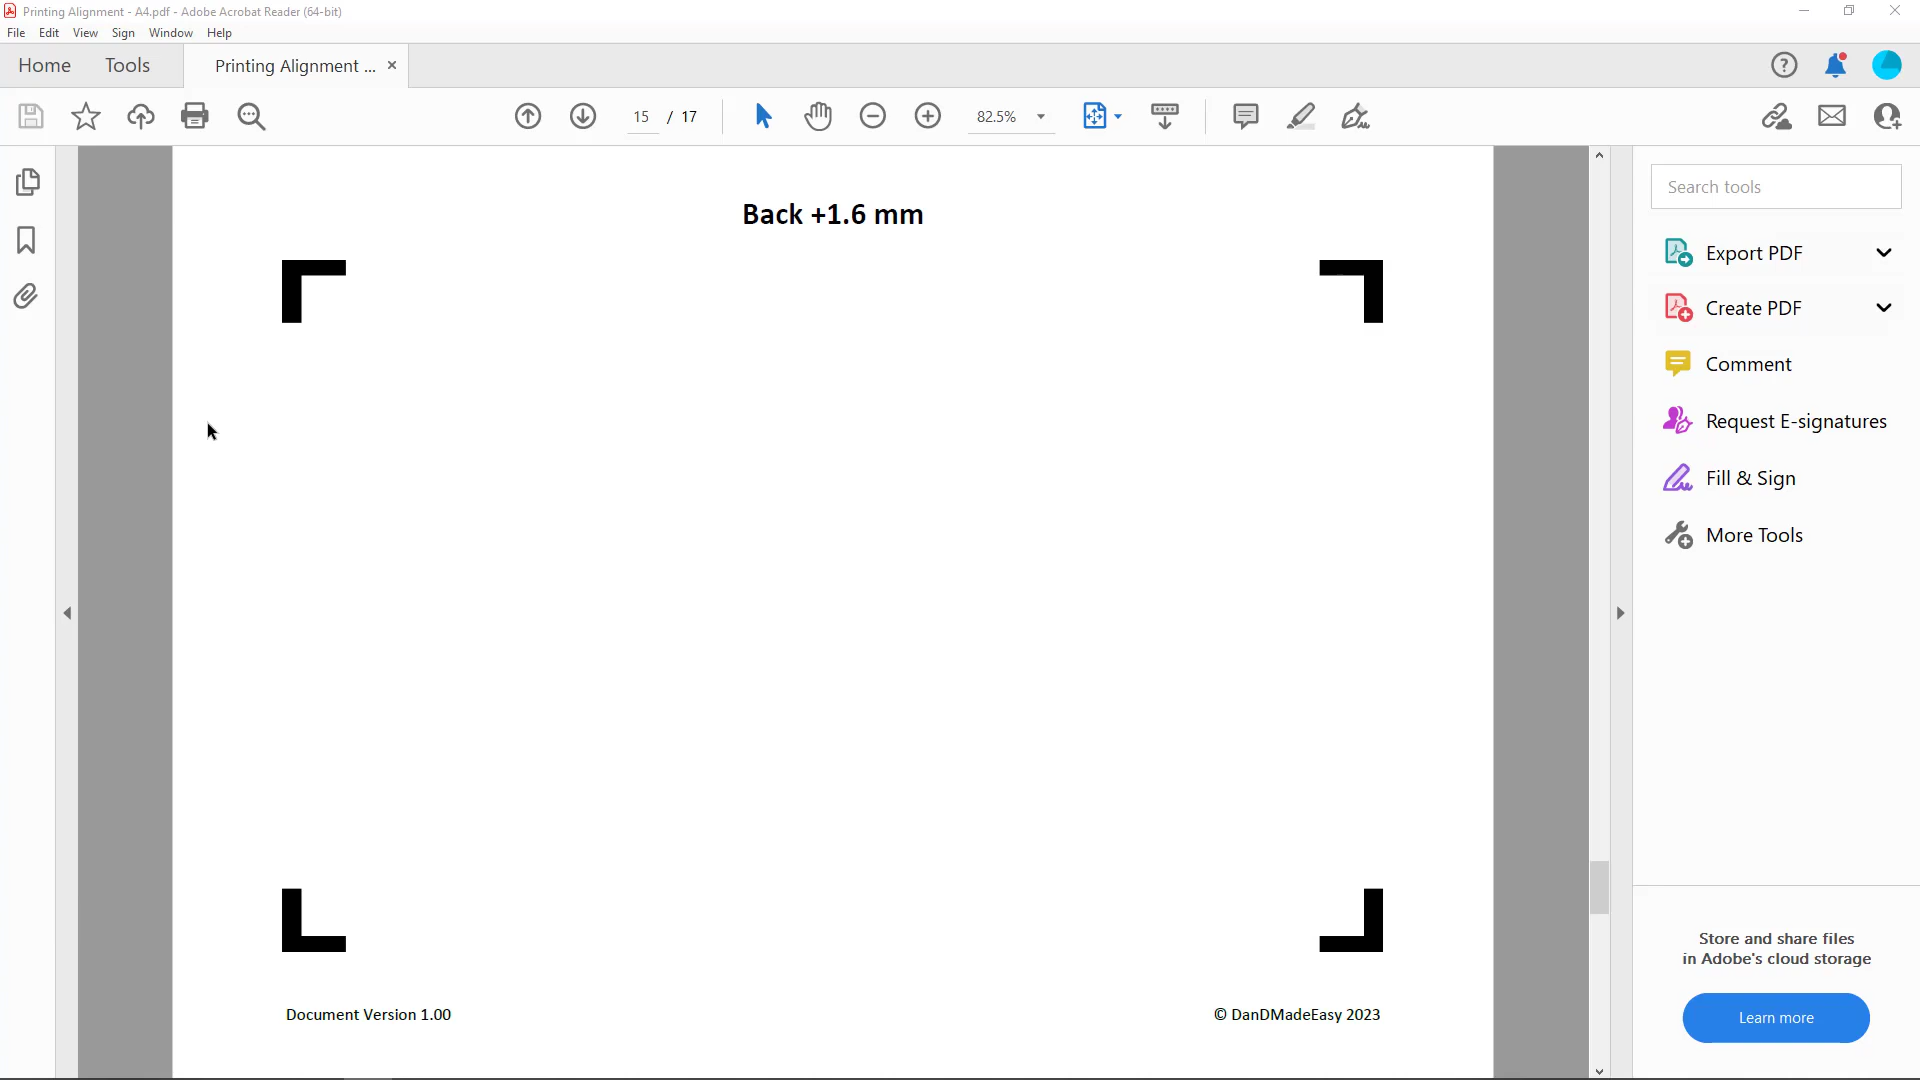 Printing Alignment - A4.pdf - Adobe Acrobat Reader (64-bit)
File Edit View Sign Window Help
Home Tools Printing Alignment ... ×
15 / 17 82.5%
Search tools
Export PDF
Create PDF
Comment
Request E-signatures
Fill & Sign
More Tools
Store and share files
in Adobe's cloud storage
Learn more
Back +1.6 mm
Document Version 1.00 © DanDMadeEasy 2023